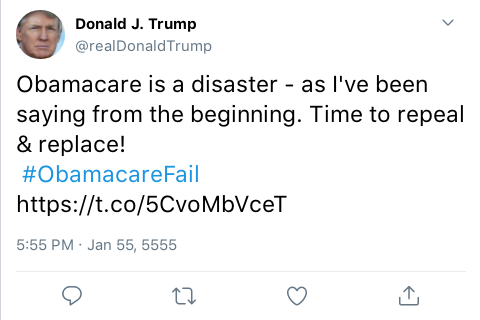 Donald J. Trump
@realDonaldTrump
Obamacare is a disaster - as I've been
saying from the beginning. Time to repeal
& replace!
#ObamacareFail
https://t.co/5CvoMbVceT
5:55 PM · Jan 55, 5555